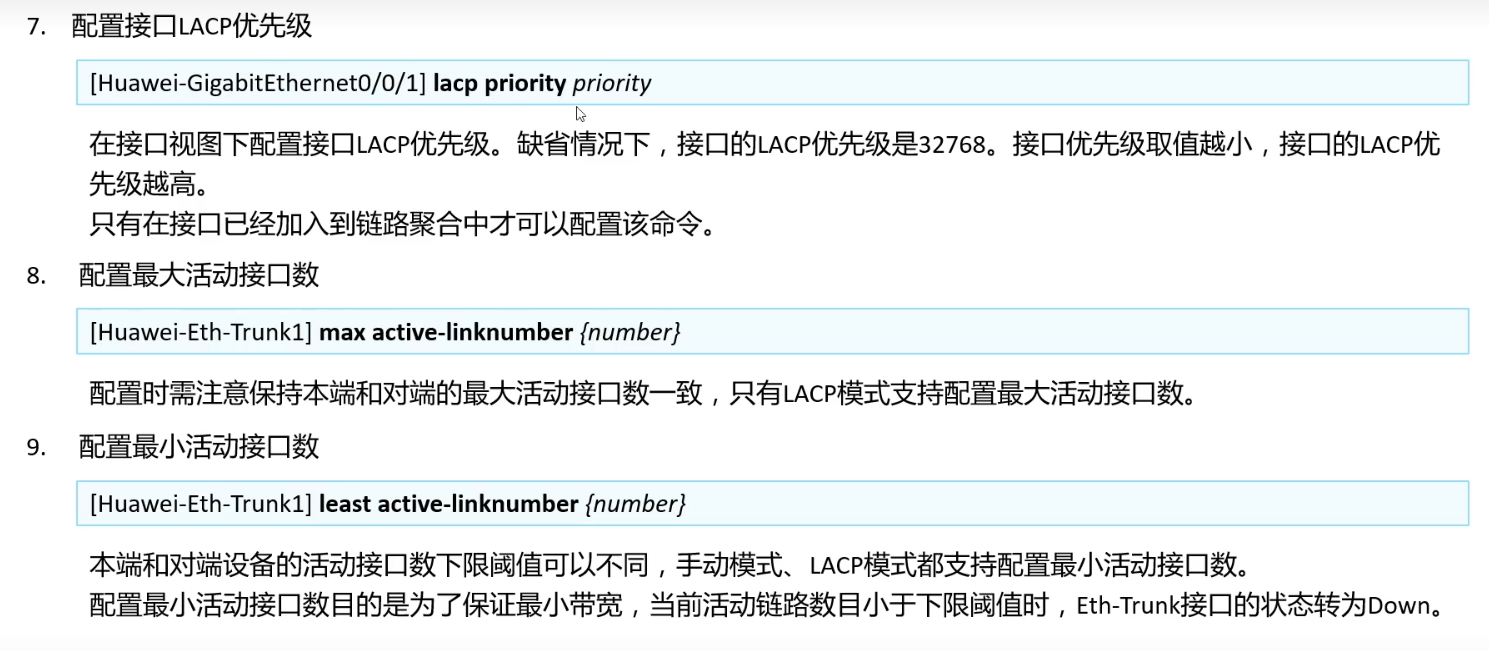 7. 配置接口LACP优先级
[Huawei-GigabitEthernet0/0/1] lacp priority priority
在接口视图下配置接口LACP优先级。缺省情况下，接口的LACP优先级是32768。接口优先级取值越小，接口的LACP优
先级越高。
只有在接口已经加入到链路聚合中才可以配置该命令。
8. 配置最大活动接口数
[Huawei-Eth-Trunk1] max active-linknumber {number}
配置时需注意保持本端和对端的最大活动接口数一致，只有LACP模式支持配置最大活动接口数。
9. 配置最小活动接口数
[Huawei-Eth-Trunk1] least active-linknumber {number}
本端和对端设备的活动接口数下限阈值可以不同，手动模式、LACP模式都支持配置最小活动接口数。
配置最小活动接口数目的是为了保证最小带宽，当前活动链路数目小于下限阈值时，Eth-Trunk接口的状态转为Down。